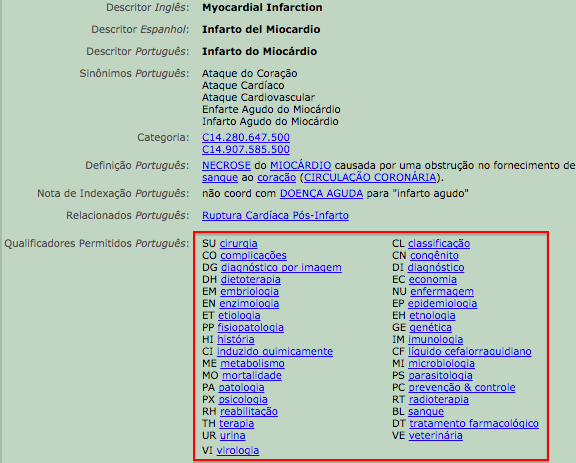 Descritor Inglês: Myocardial Infarction
Descritor Espanhol: Infarto del Miocardio
Descritor Português: Infarto do Miocárdio
Sinônimos Português: Ataque do Coração
Ataque Cardíaco
Ataque Cardiovascular
Enfarte Agudo do Miocárdio
Infarto Agudo do Miocárdio
Categoria: C14.280.647.500
C14.907.585.500
Definição Português: NECROSE do MIOCÁRDIO causada por uma obstrução no fornecimento de
sangue ao coração (CIRCULAÇÃO CORONÁRIA).
Nota de Indexação Português: não coord com DOENÇA AGUDA para "infarto agudo"
Relacionados Português: Ruptura Cardíaca Pós-Infarto
Qualificadores Permitidos Português: SU cirurgia CL classificação
CO complicações CN congênito
DG diagnóstico por imagem DI diagnóstico
DH dietoterapia EC economia
EM embriologia NU enfermagem
EN enzimologia EP epidemiologia
ET etiologia EH etnologia
PP fisiopatologia GE genética
HI história IM imunologia
CI induzido quimicamente CF líquido cefalorraquidiano
ME metabolismo MI microbiologia
MO mortalidade PS parasitologia
PA patologia PC prevenção & controle
PX psicologia RT radioterapia
RH reabilitação BL sangue
TH terapia DT tratamento farmacológico
UR urina VE veterinária
VI virologia